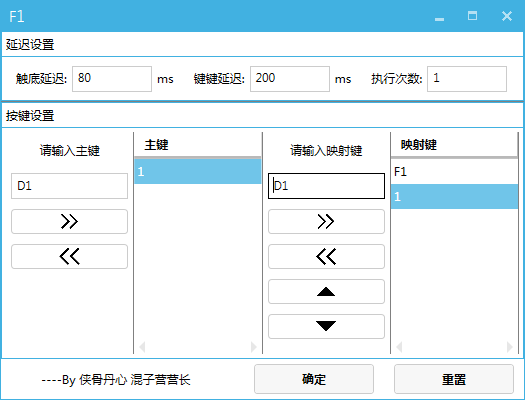 F1
延迟设置
触底延迟: 80 ms 键键延迟: 200 ms 执行次数: 1
按键设置
请输入主键
D1
主键
1
请输入映射键
D1
映射键
F1
1
----By 侠骨丹心 混子营营长
确定
重置